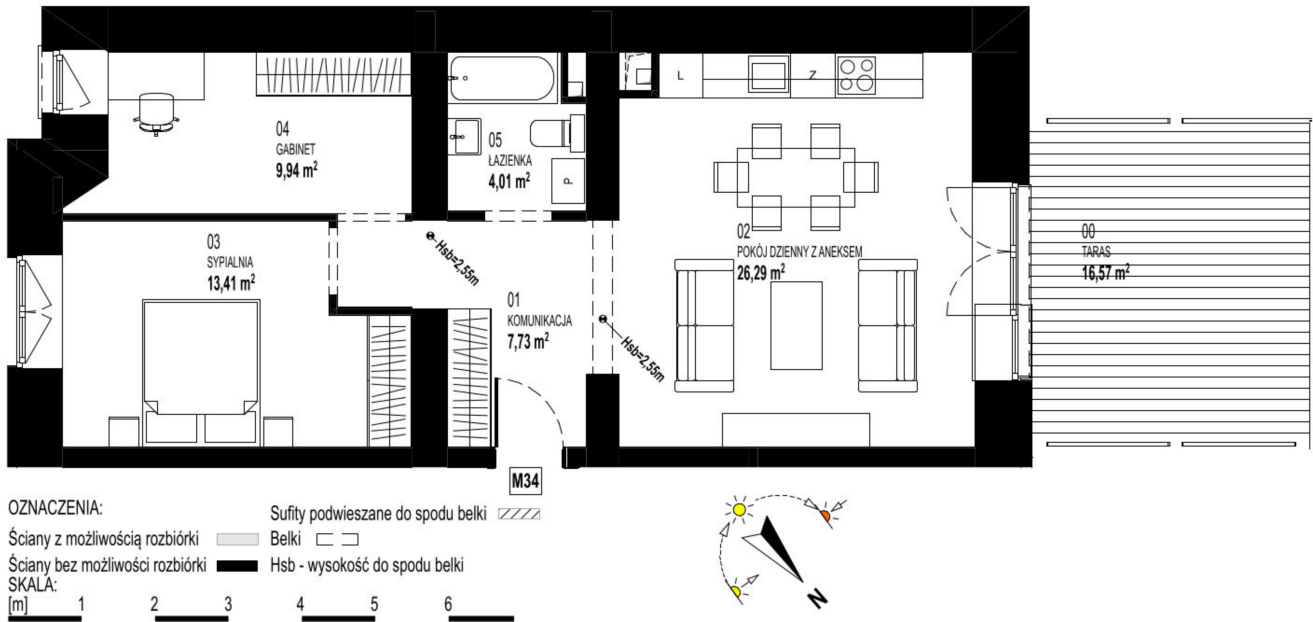 L
Z
04
GABINET
9,94 m²
05
ŁAZIENKA
4,01 m²
P
03
SYPIALNIA
13,41 m²
Hsb=2,55m
02
POKÓJ DZIENNY Z ANEKSEM
26,29 m²
00
TARAS
16,57 m²
01
KOMUNIKACJA
7,73 m²
Hsb=2,55m
M34
OZNACZENIA:
Sufity podwieszane do spodu belki
Ściany z możliwością rozbiórki
Belki
Ściany bez możliwości rozbiórki
Hsb - wysokość do spodu belki
SKALA:
[m] 1 2 3 4 5 6
N